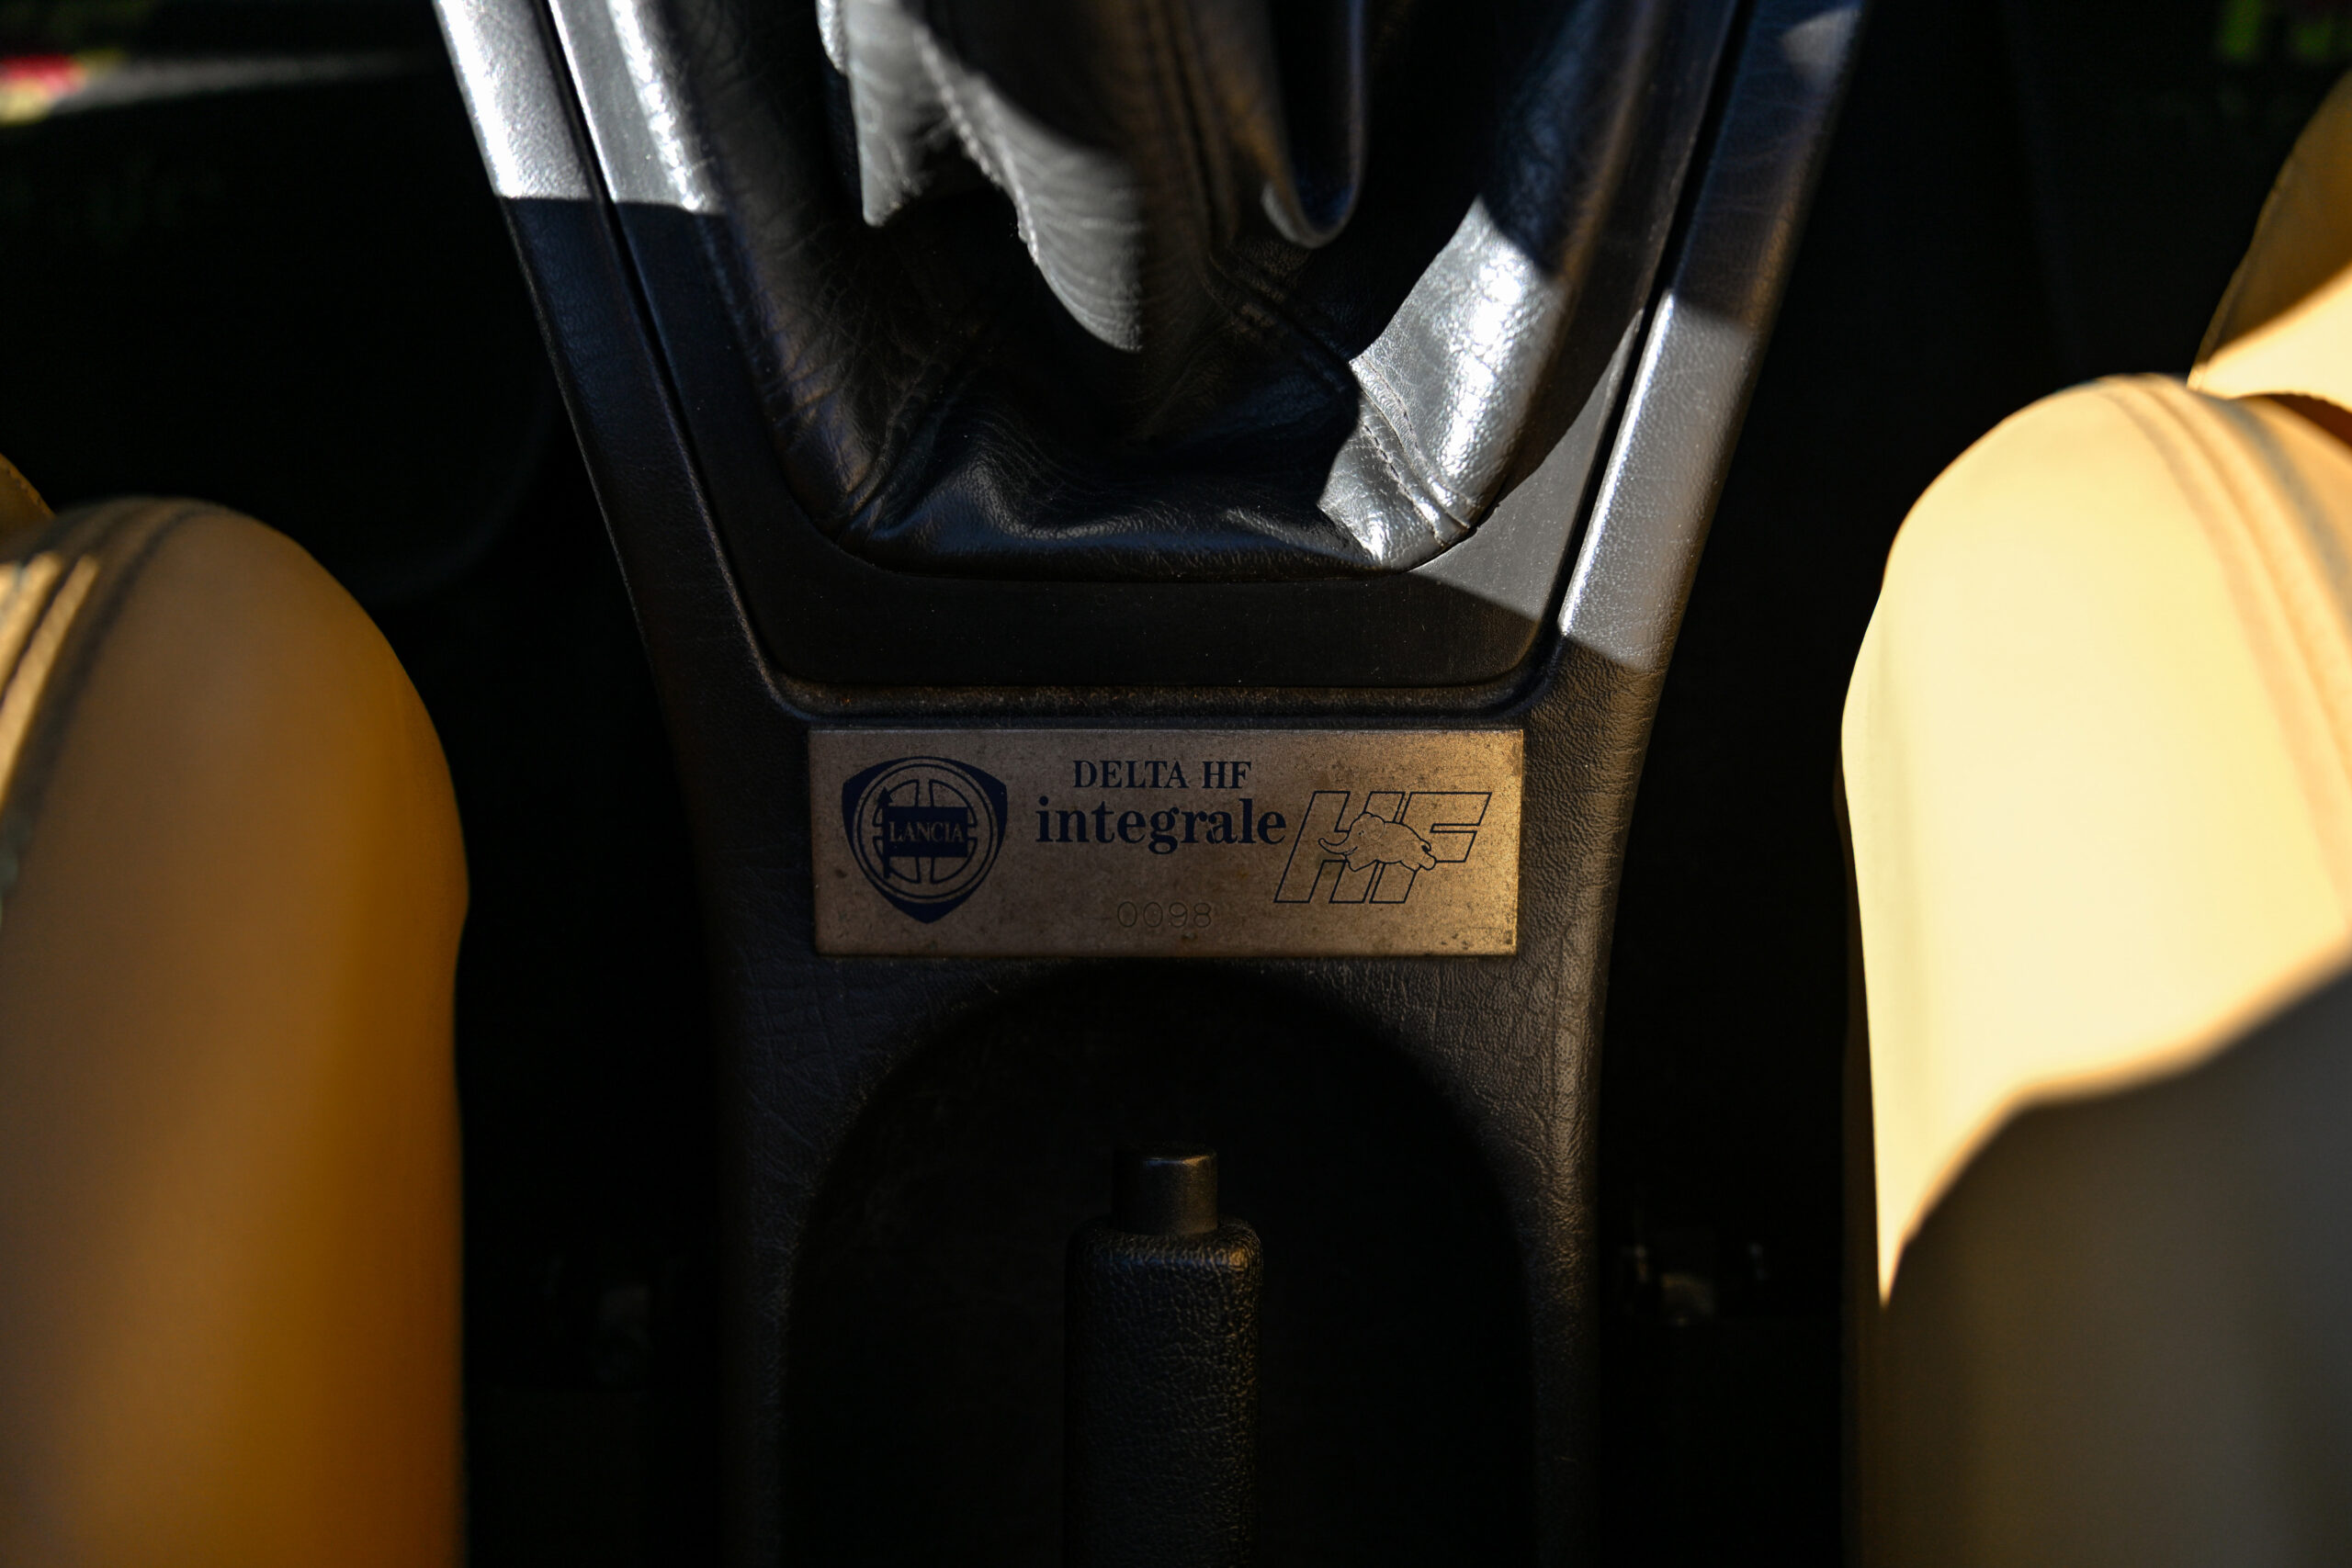 LANCIA
DELTA HF
integrale
HF
0098